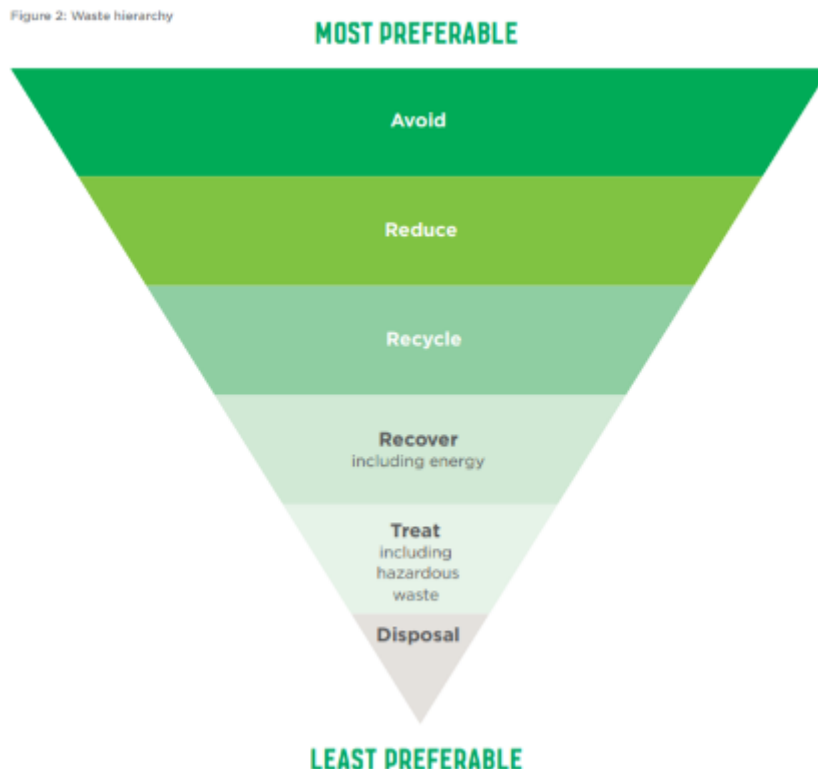 Figure 2: Waste hierarchy
MOST PREFERABLE
Avoid
Reduce
Recycle
Recover
including energy
Treat
including
hazardous
waste
Disposal
LEAST PREFERABLE